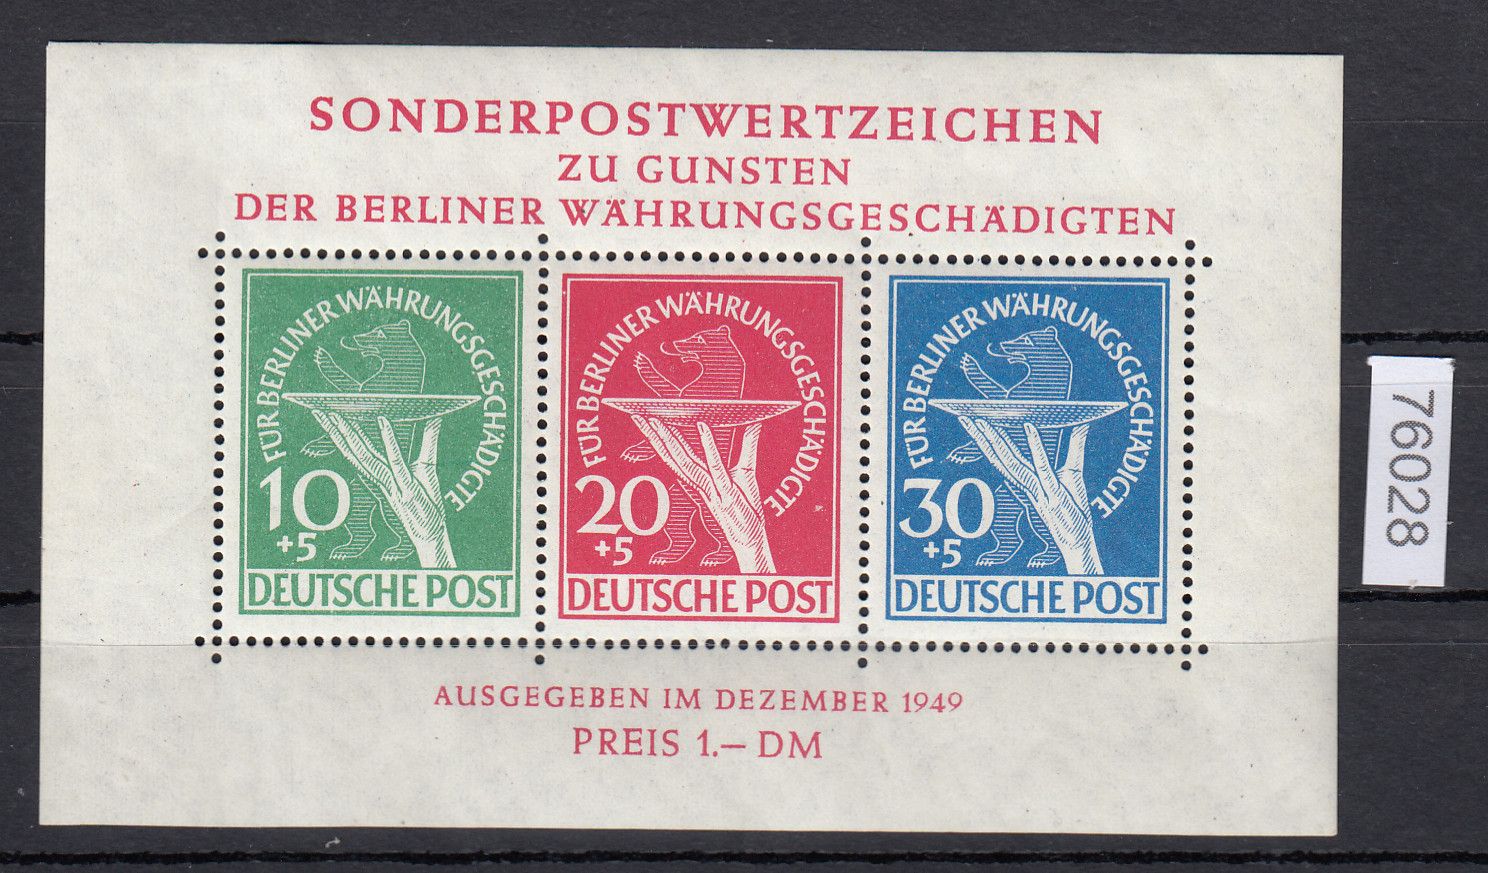 SONDERPOSTWERTZEICHEN
ZU GUNSTEN
DER BERLINER WÄHRUNGSGESCHÄDIGTEN
FÜR BERLINER WÄHRUNGSGESCHÄDIGTE
10
+5
DEUTSCHE POST
FÜR BERLINER WÄHRUNGSGESCHÄDIGTE
20
+5
DEUTSCHE POST
FÜR BERLINER WÄHRUNGSGESCHÄDIGTE
30
+5
DEUTSCHE POST
AUSGEGEBEN IM DEZEMBER 1949
PREIS 1.— DM
76028